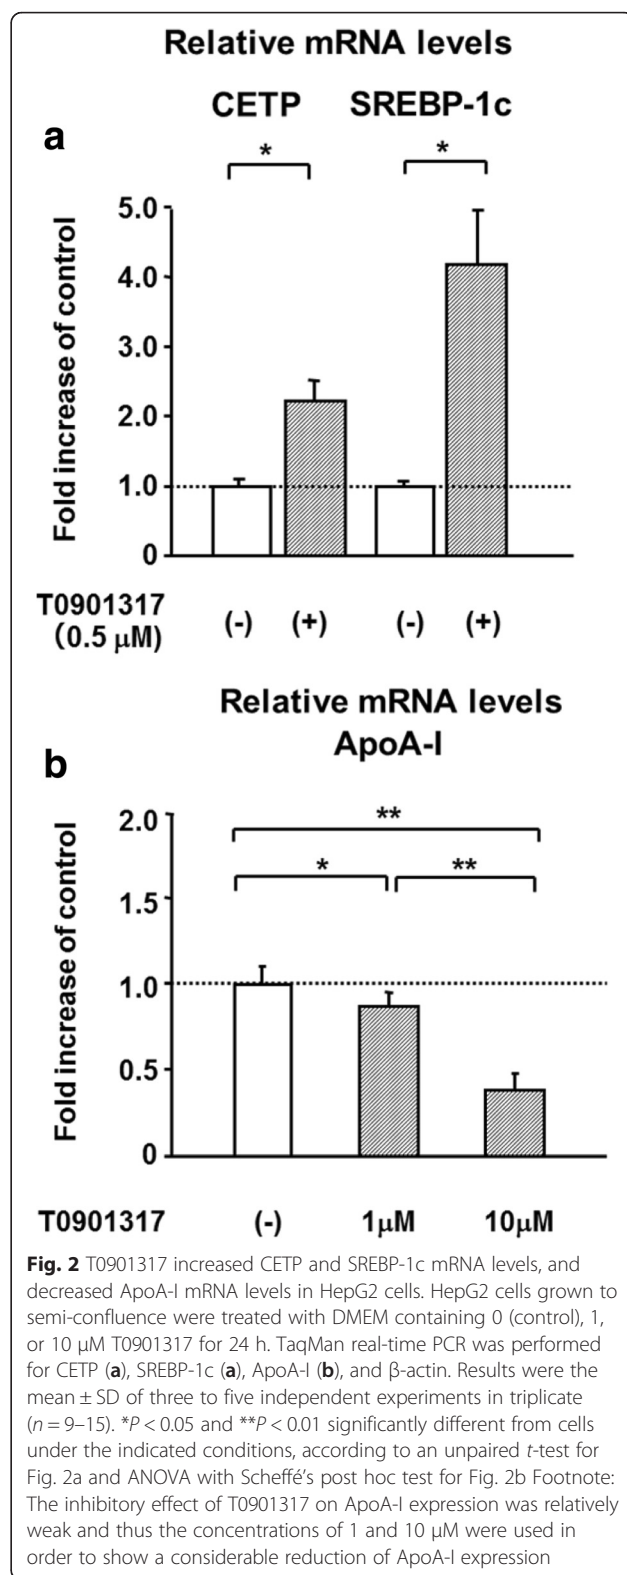 Relative mRNA levels
CETP SREBP-1c
a
* *
5.0
4.0
3.0
2.0
1.0
0
Fold increase of control
T0901317
(0.5 μM)
(-) (+) (-) (+)
Relative mRNA levels
ApoA-I
b
**
* **
2.0
1.5
1.0
0.5
0
Fold increase of control
T0901317 (-) 1μM 10μM
Fig. 2 T0901317 increased CETP and SREBP-1c mRNA levels, and
decreased ApoA-I mRNA levels in HepG2 cells. HepG2 cells grown to
semi-confluence were treated with DMEM containing 0 (control), 1,
or 10 μM T0901317 for 24 h. TaqMan real-time PCR was performed
for CETP (a), SREBP-1c (a), ApoA-I (b), and β-actin. Results were the
mean ± SD of three to five independent experiments in triplicate
(n = 9–15). *P < 0.05 and **P < 0.01 significantly different from cells
under the indicated conditions, according to an unpaired t-test for
Fig. 2a and ANOVA with Scheffé's post hoc test for Fig. 2b Footnote:
The inhibitory effect of T0901317 on ApoA-I expression was relatively
weak and thus the concentrations of 1 and 10 μM were used in
order to show a considerable reduction of ApoA-I expression